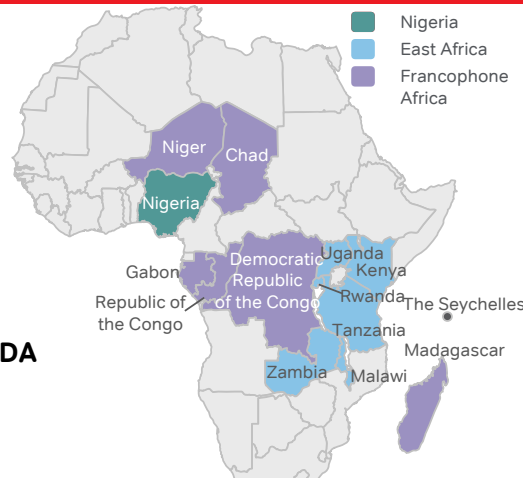 Nigeria
East Africa
Francophone
Africa
Niger
Chad
Nigeria
Gabon
Republic of
the Congo
Democratic
Republic
of the Congo
Uganda
Kenya
Rwanda
The Seychelles
Tanzania
DA
Madagascar
Zambia
Malawi